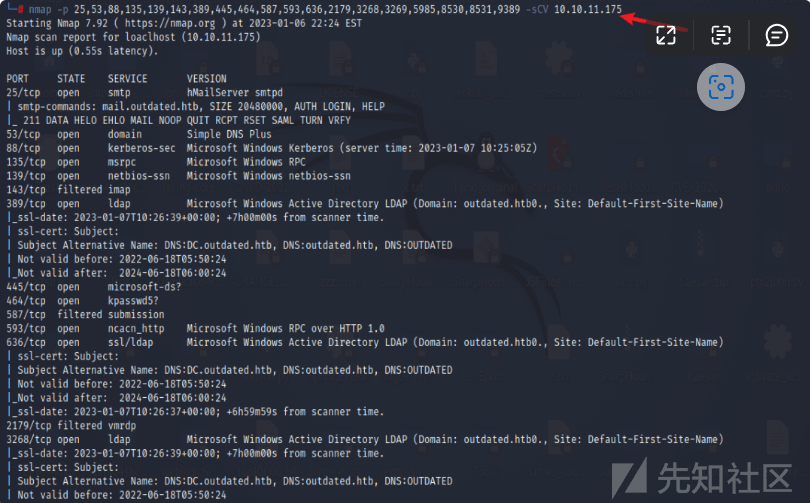 └─# nmap -p 25,53,88,135,139,143,389,445,464,587,593,636,2179,3268,3269,5985,8530,8531,9389 -sCV 10.10.11.175
Starting Nmap 7.92 ( https://nmap.org ) at 2023-01-06 22:24 EST
Nmap scan report for loaclhost (10.10.11.175)
Host is up (0.55s latency).
PORT     STATE    SERVICE      VERSION
25/tcp   open     smtp         hMailServer smtpd
| smtp-commands: mail.outdated.htb, SIZE 20480000, AUTH LOGIN, HELP
|_ 211 DATA HELO EHLO MAIL NOOP QUIT RCPT RSET SAML TURN VRFY
53/tcp   open     domain       Simple DNS Plus
88/tcp   open     kerberos-sec Microsoft Windows Kerberos (server time: 2023-01-07 10:25:05Z)
135/tcp  open     msrpc        Microsoft Windows RPC
139/tcp  open     netbios-ssn  Microsoft Windows netbios-ssn
143/tcp  filtered imap
389/tcp  open     ldap         Microsoft Windows Active Directory LDAP (Domain: outdated.htb0., Site: Default-First-Site-Name)
|_ssl-date: 2023-01-07T10:26:39+00:00; +7h00m00s from scanner time.
| ssl-cert: Subject:
| Subject Alternative Name: DNS:DC.outdated.htb, DNS:outdated.htb, DNS:OUTDATED
| Not valid before: 2022-06-18T05:50:24
|_Not valid after:  2024-06-18T06:00:24
445/tcp  open     microsoft-ds?
464/tcp  open     kpasswd5?
587/tcp  filtered submission
593/tcp  open     ncacn_http   Microsoft Windows RPC over HTTP 1.0
636/tcp  open     ssl/ldap     Microsoft Windows Active Directory LDAP (Domain: outdated.htb0., Site: Default-First-Site-Name)
| ssl-cert: Subject:
| Subject Alternative Name: DNS:DC.outdated.htb, DNS:outdated.htb, DNS:OUTDATED
| Not valid before: 2022-06-18T05:50:24
|_Not valid after:  2024-06-18T06:00:24
|_ssl-date: 2023-01-07T10:26:37+00:00; +6h59m59s from scanner time.
2179/tcp filtered vmrdp
3268/tcp open     ldap         Microsoft Windows Active Directory LDAP (Domain: outdated.htb0., Site: Default-First-Site-Name)
|_ssl-date: 2023-01-07T10:26:39+00:00; +7h00m00s from scanner time.
| ssl-cert: Subject:
| Subject Alternative Name: DNS:DC.outdated.htb, DNS:outdated.htb, DNS:OUTDATED
| Not valid before: 2022-06-18T05:50:24
先知社区